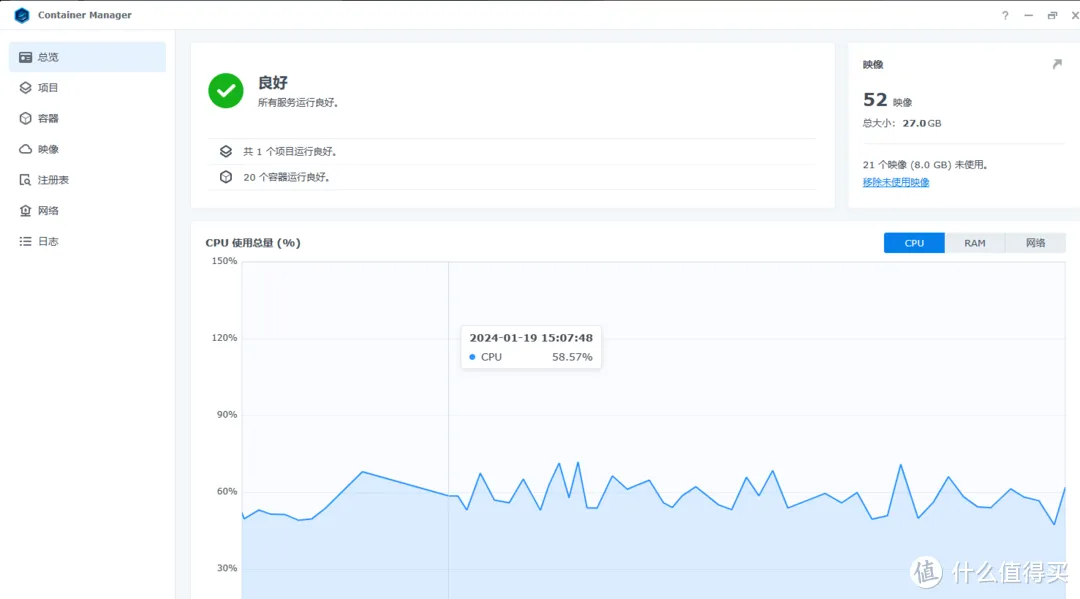 Container Manager
?
总览
项目
容器
映像
注册表
网络
日志
良好
所有服务运行良好。
共 1 个项目运行良好。
20 个容器运行良好。
映像
52 映像
总大小: 27.0 GB
21 个映像 (8.0 GB) 未使用。
移除未使用映像
CPU 使用总量 (%)
CPU
RAM
网络
150%
120%
90%
60%
30%
2024-01-19 15:07:48
CPU 58.57%
值 什么值得买